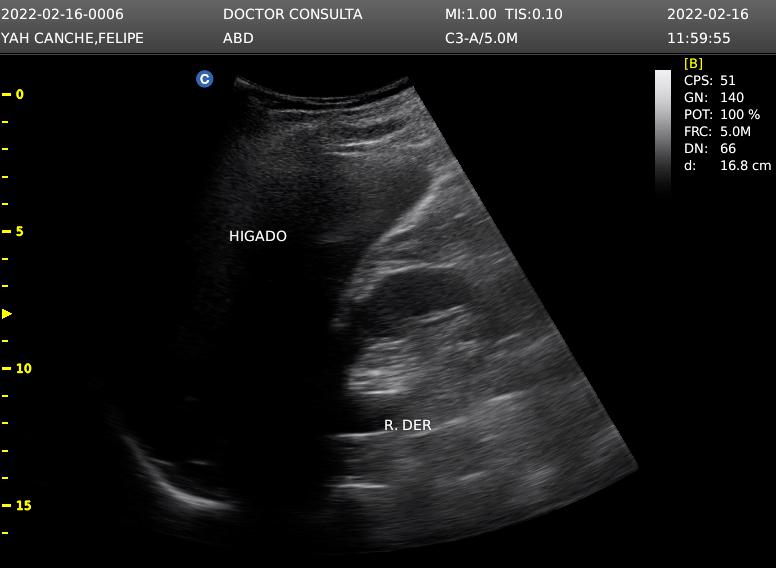 2022-02-16-0006 DOCTOR CONSULTA MI:1.00 TIS:0.10 2022-02-16
YAH CANCHE,FELIPE ABD C3-A/5.0M 11:59:55
C
[B]
CPS: 51
GN: 140
POT: 100 %
FRC: 5.0M
DN: 66
d: 16.8 cm
0
5
10
15
HIGADO
R. DER